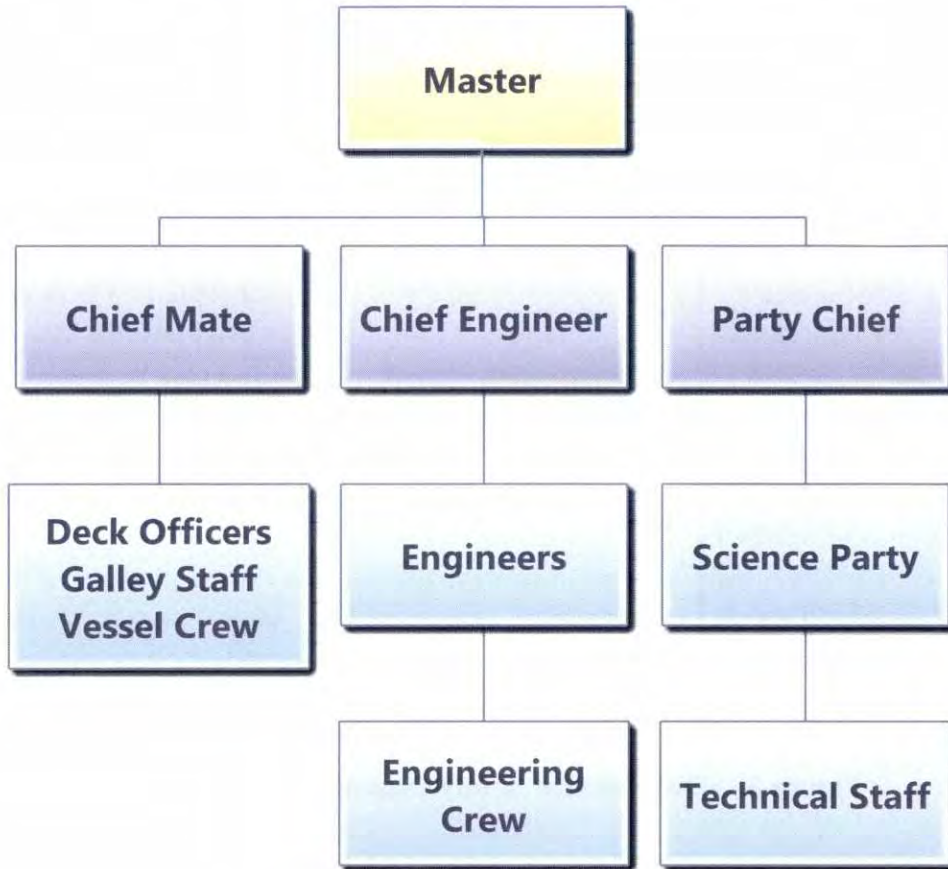 Master
Chief Mate
Chief Engineer
Party Chief
Deck Officers
Galley Staff
Vessel Crew
Engineers
Science Party
Engineering
Crew
Technical Staff